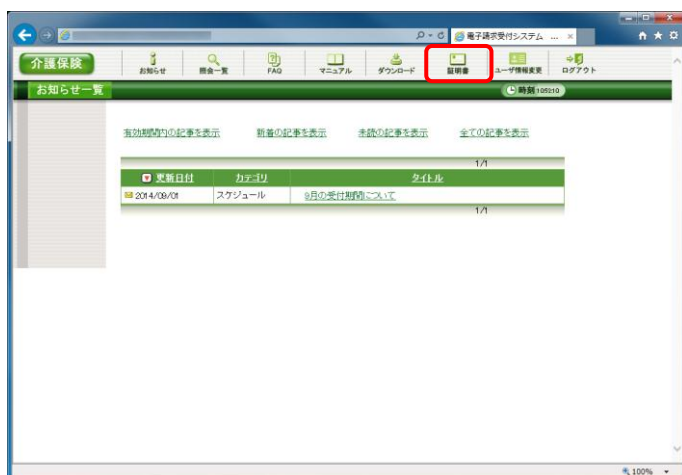 電子請求受付システム ...
介護保険
お知らせ 照会一覧 FAQ マニュアル ダウンロード 証明書 ユーザ情報変更 ログアウト
お知らせ一覧
有効期間内の記事を表示 新着の記事を表示 未読の記事を表示 全ての記事を表示
1/1
更新日付 カテゴリ タイトル
スケジュール 9月の受付期間について
1/1
100%